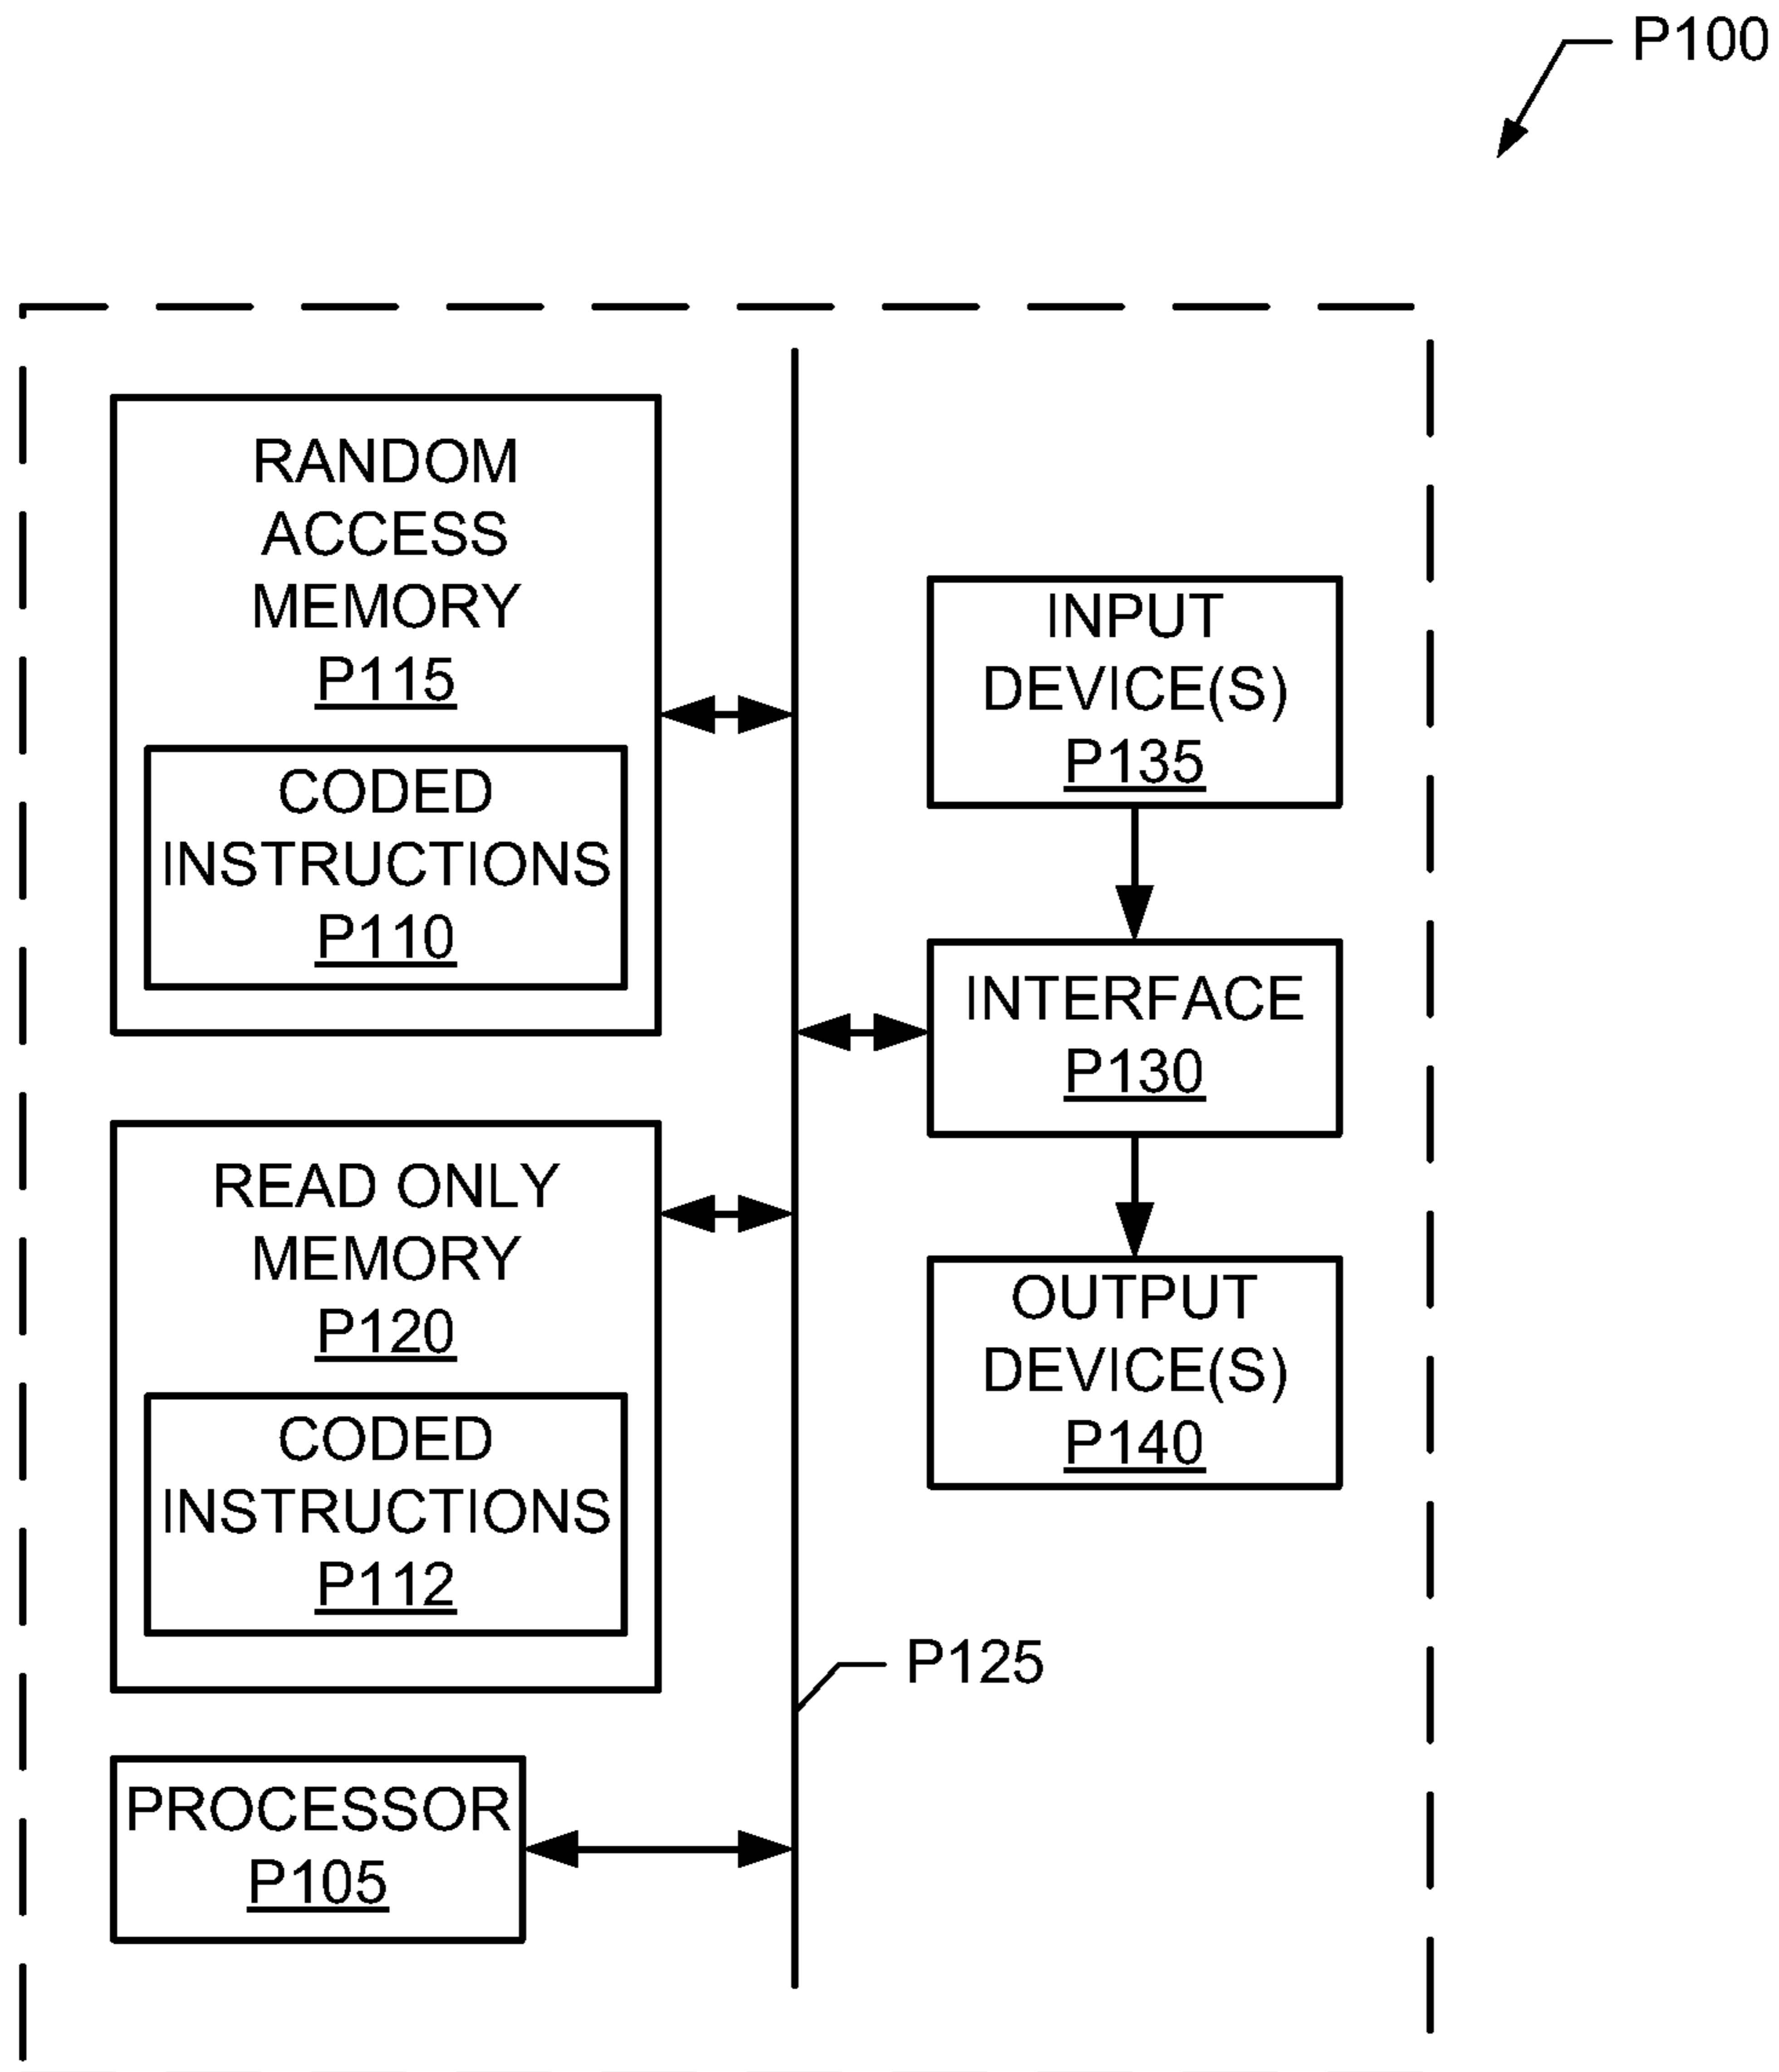 P100
RANDOM
ACCESS
MEMORY
P115
CODED
INSTRUCTIONS
P110
READ ONLY
MEMORY
P120
CODED
INSTRUCTIONS
P112
PROCESSOR
P105
INPUT
DEVICE(S)
P135
INTERFACE
P130
OUTPUT
DEVICE(S)
P140
P125